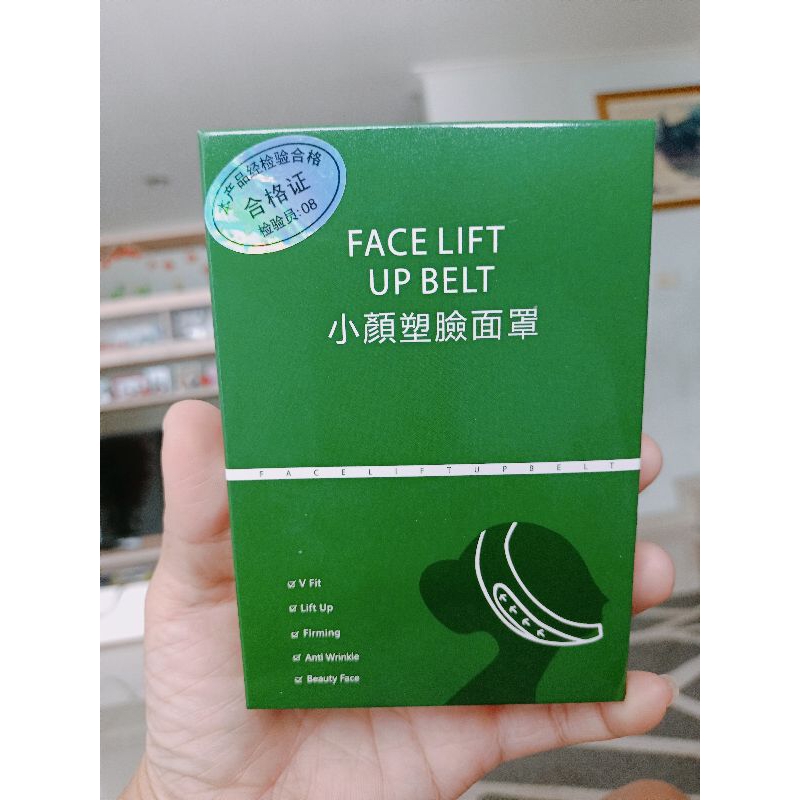 本产品经检验合格
合格证
检验员:08
FACE LIFT
UP BELT
小顏塑臉面罩
FACELIFTUPBELT
V Fit
Lift Up
Firming
Anti Wrinkle
Beauty Face